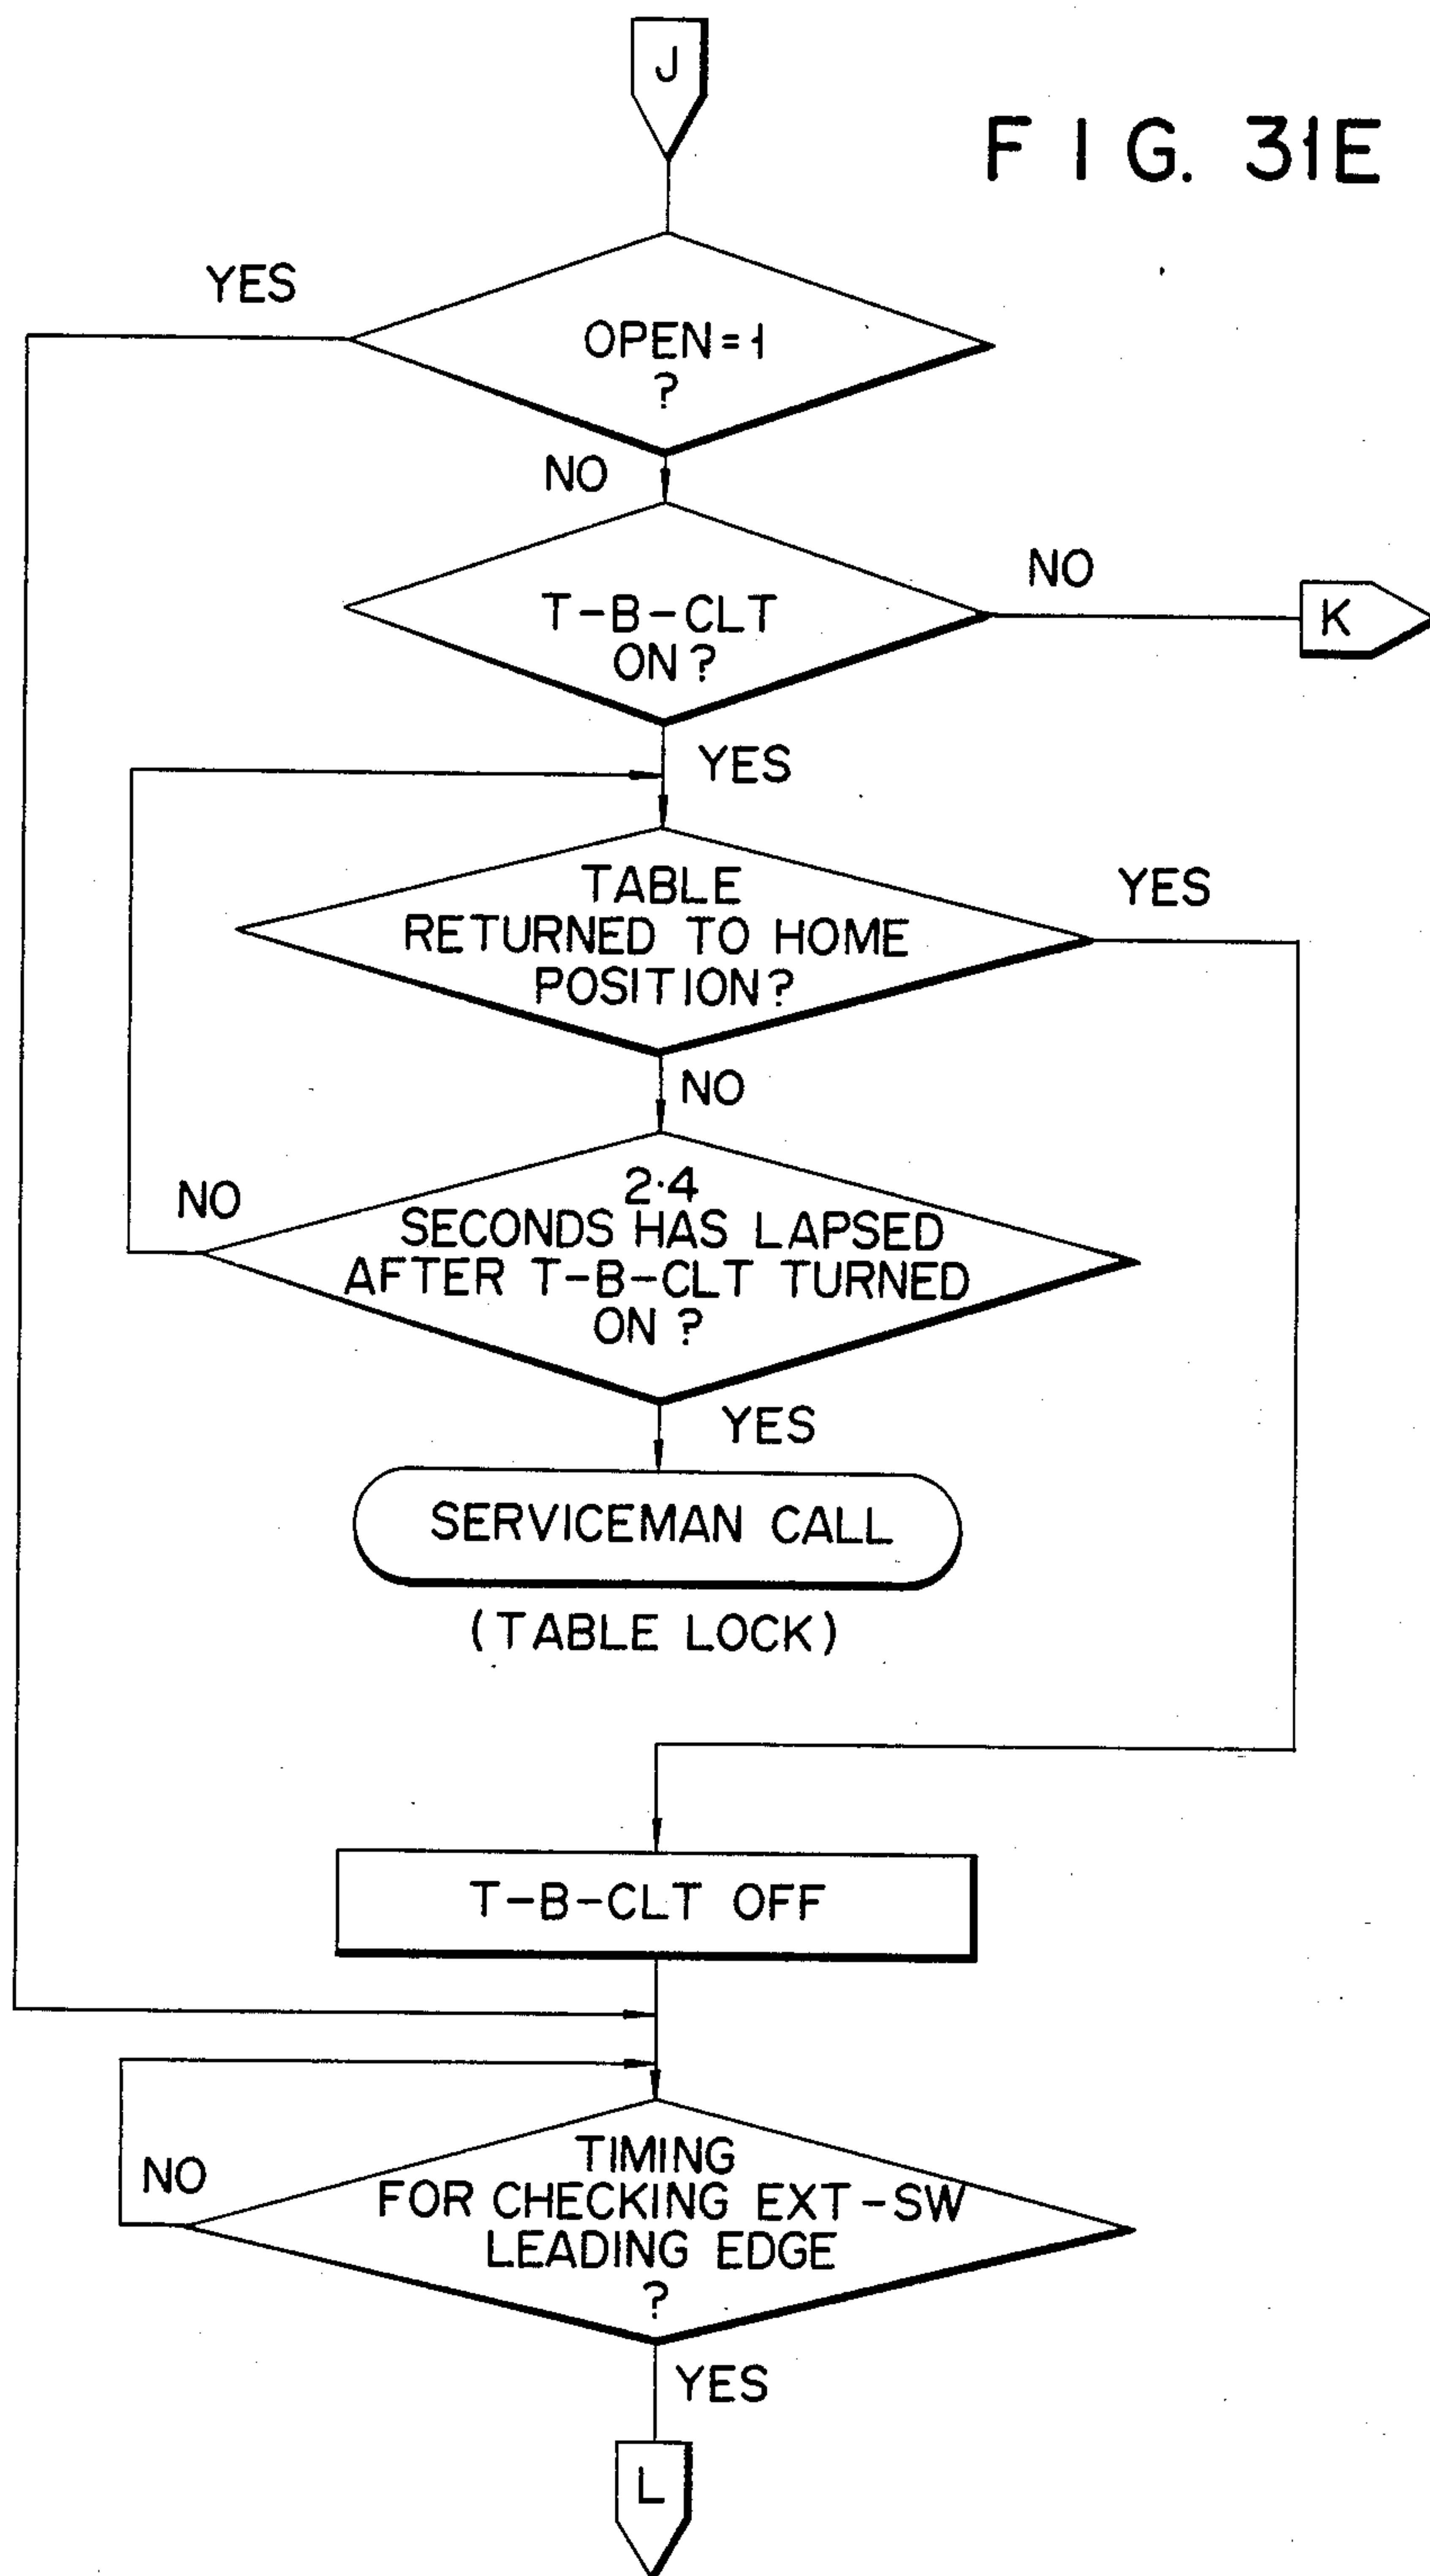 J
FIG. 31E
YES
OPEN=1
?
NO
T-B-CLT
ON?
NO
K
YES
TABLE
RETURNED TO HOME
POSITION?
YES
NO
2·4
SECONDS HAS LAPSED
AFTER T-B-CLT TURNED
ON?
NO
YES
SERVICEMAN CALL
(TABLE LOCK)
T-B-CLT OFF
TIMING
FOR CHECKING EXT-SW
LEADING EDGE
?
NO
YES
L